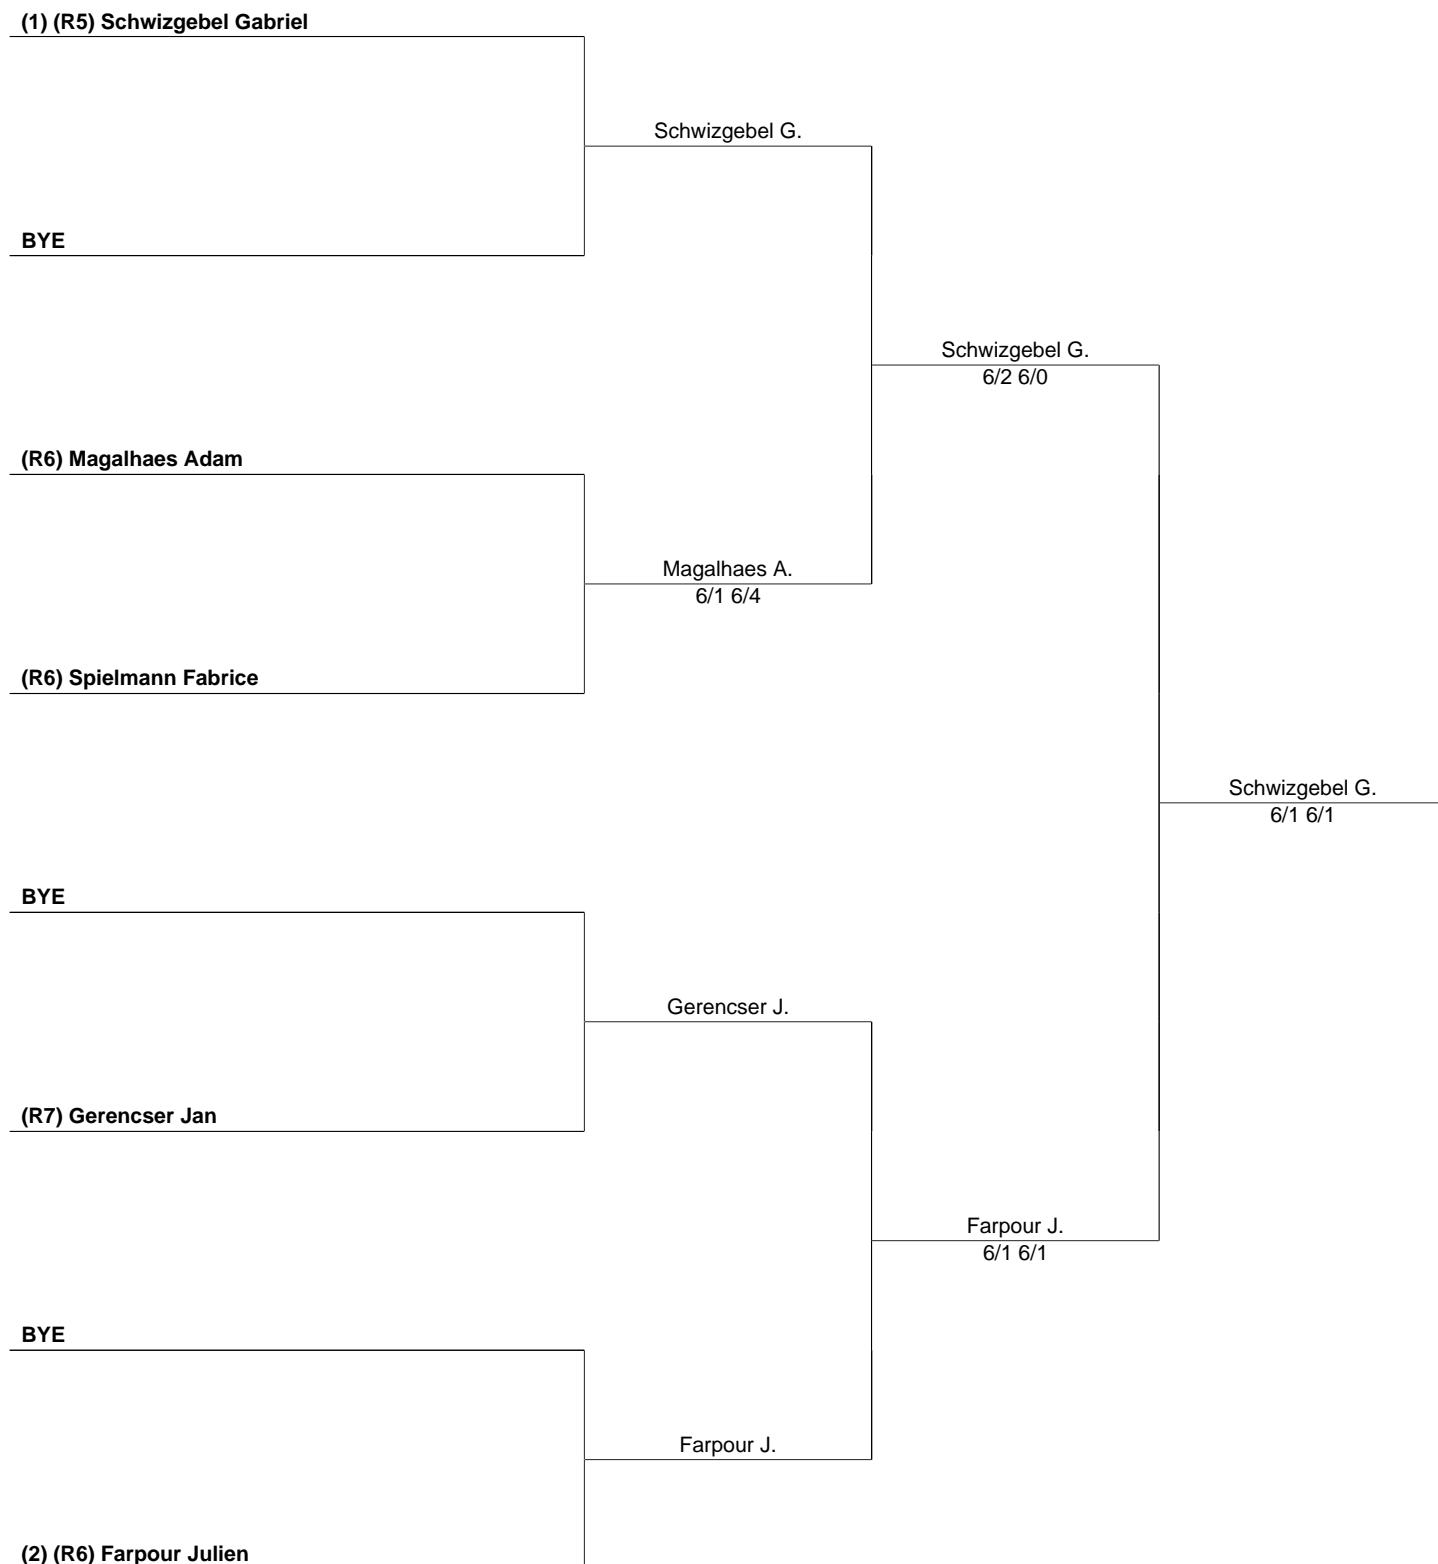 (1) (R5) Schwizgebel Gabriel
Schwizgebel G.
BYE
Schwizgebel G.
6/2 6/0
(R6) Magalhaes Adam
Magalhaes A.
6/1 6/4
(R6) Spielmann Fabrice
Schwizgebel G.
6/1 6/1
BYE
Gerencser J.
(R7) Gerencser Jan
Farpour J.
6/1 6/1
BYE
Farpour J.
(2) (R6) Farpour Julien